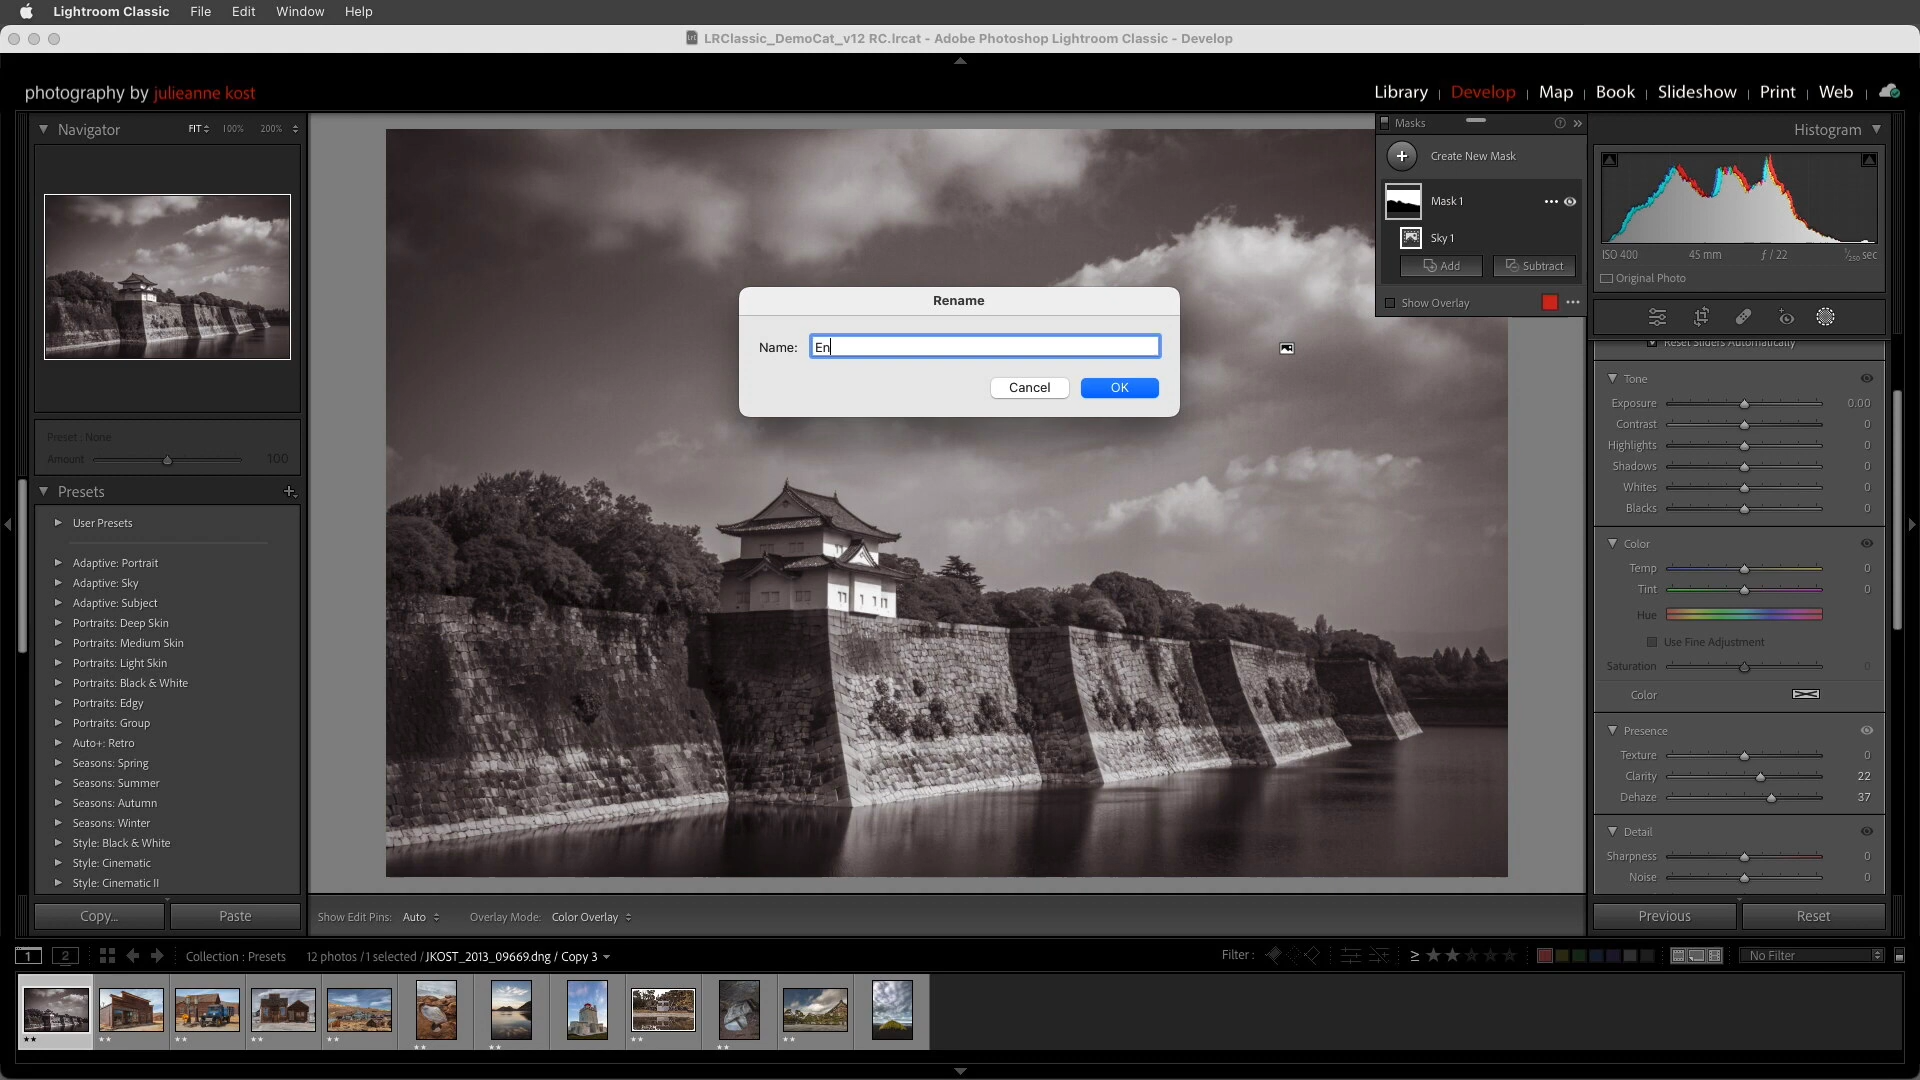 Lightroom Classic File Edit Window Help
LRClassic_DemoCat_v12 RC.lrcat - Adobe Photoshop Lightroom Classic - Develop
photography by julieanne kost
Library | Develop | Map | Book | Slideshow | Print | Web |
Navigator FIT 100% 200%
Preset : None
Amount 100
Presets
User Presets
Adaptive: Portrait
Adaptive: Sky
Adaptive: Subject
Portraits: Deep Skin
Portraits: Medium Skin
Portraits: Light Skin
Portraits: Black & White
Portraits: Edgy
Portraits: Group
Auto+: Retro
Seasons: Spring
Seasons: Summer
Seasons: Autumn
Seasons: Winter
Style: Black & White
Style: Cinematic
Style: Cinematic II
Copy... Paste
Rename
Name: En
Cancel OK
Masks
Create New Mask
Mask 1
Sky 1
Add Subtract
Show Overlay
Histogram
ISO 400 45 mm ƒ / 22 1/250 sec
Original Photo
Reset Sliders Automatically
Tone
Exposure 0.00
Contrast 0
Highlights 0
Shadows 0
Whites 0
Blacks 0
Color
Temp 0
Tint 0
Hue
Use Fine Adjustment
Saturation 0
Color
Presence
Texture 0
Clarity 22
Dehaze 37
Detail
Sharpness 0
Noise 0
Previous Reset
Show Edit Pins: Auto Overlay Mode: Color Overlay
1 2 Collection : Presets 12 photos / 1 selected / JKOST_2013_09669.dng / Copy 3 Filter : ≥ No Filter